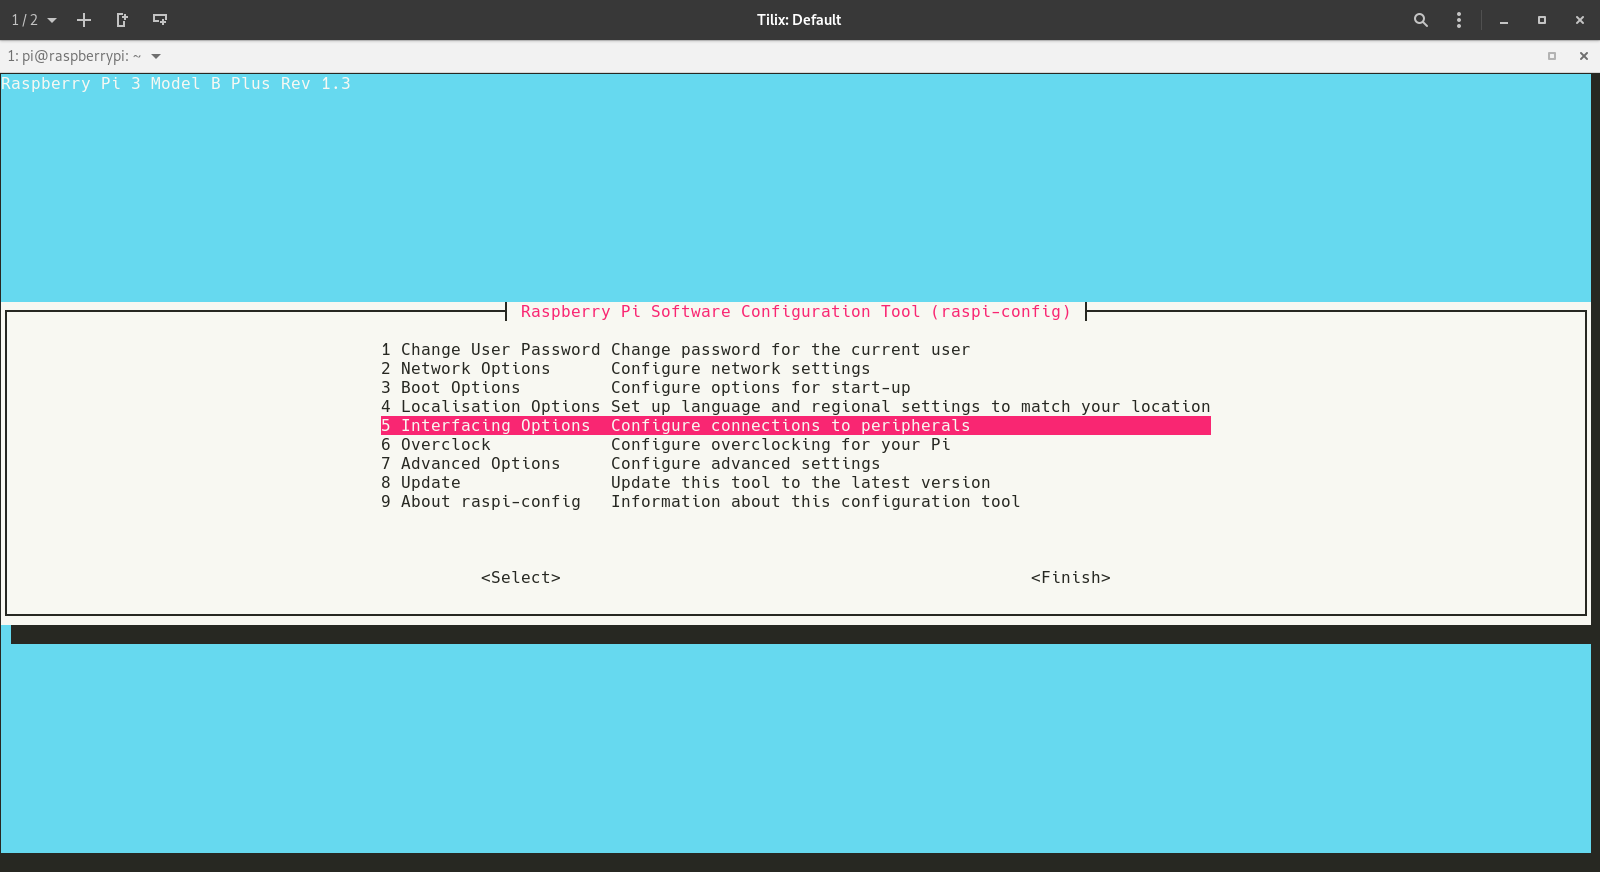 1 / 2
Tilix: Default
1: pi@raspberrypi: ~
Raspberry Pi 3 Model B Plus Rev 1.3
Raspberry Pi Software Configuration Tool (raspi-config)
1 Change User Password Change password for the current user
2 Network Options Configure network settings
3 Boot Options Configure options for start-up
4 Localisation Options Set up language and regional settings to match your location
5 Interfacing Options Configure connections to peripherals
6 Overclock Configure overclocking for your Pi
7 Advanced Options Configure advanced settings
8 Update Update this tool to the latest version
9 About raspi-config Information about this configuration tool
<Select> <Finish>